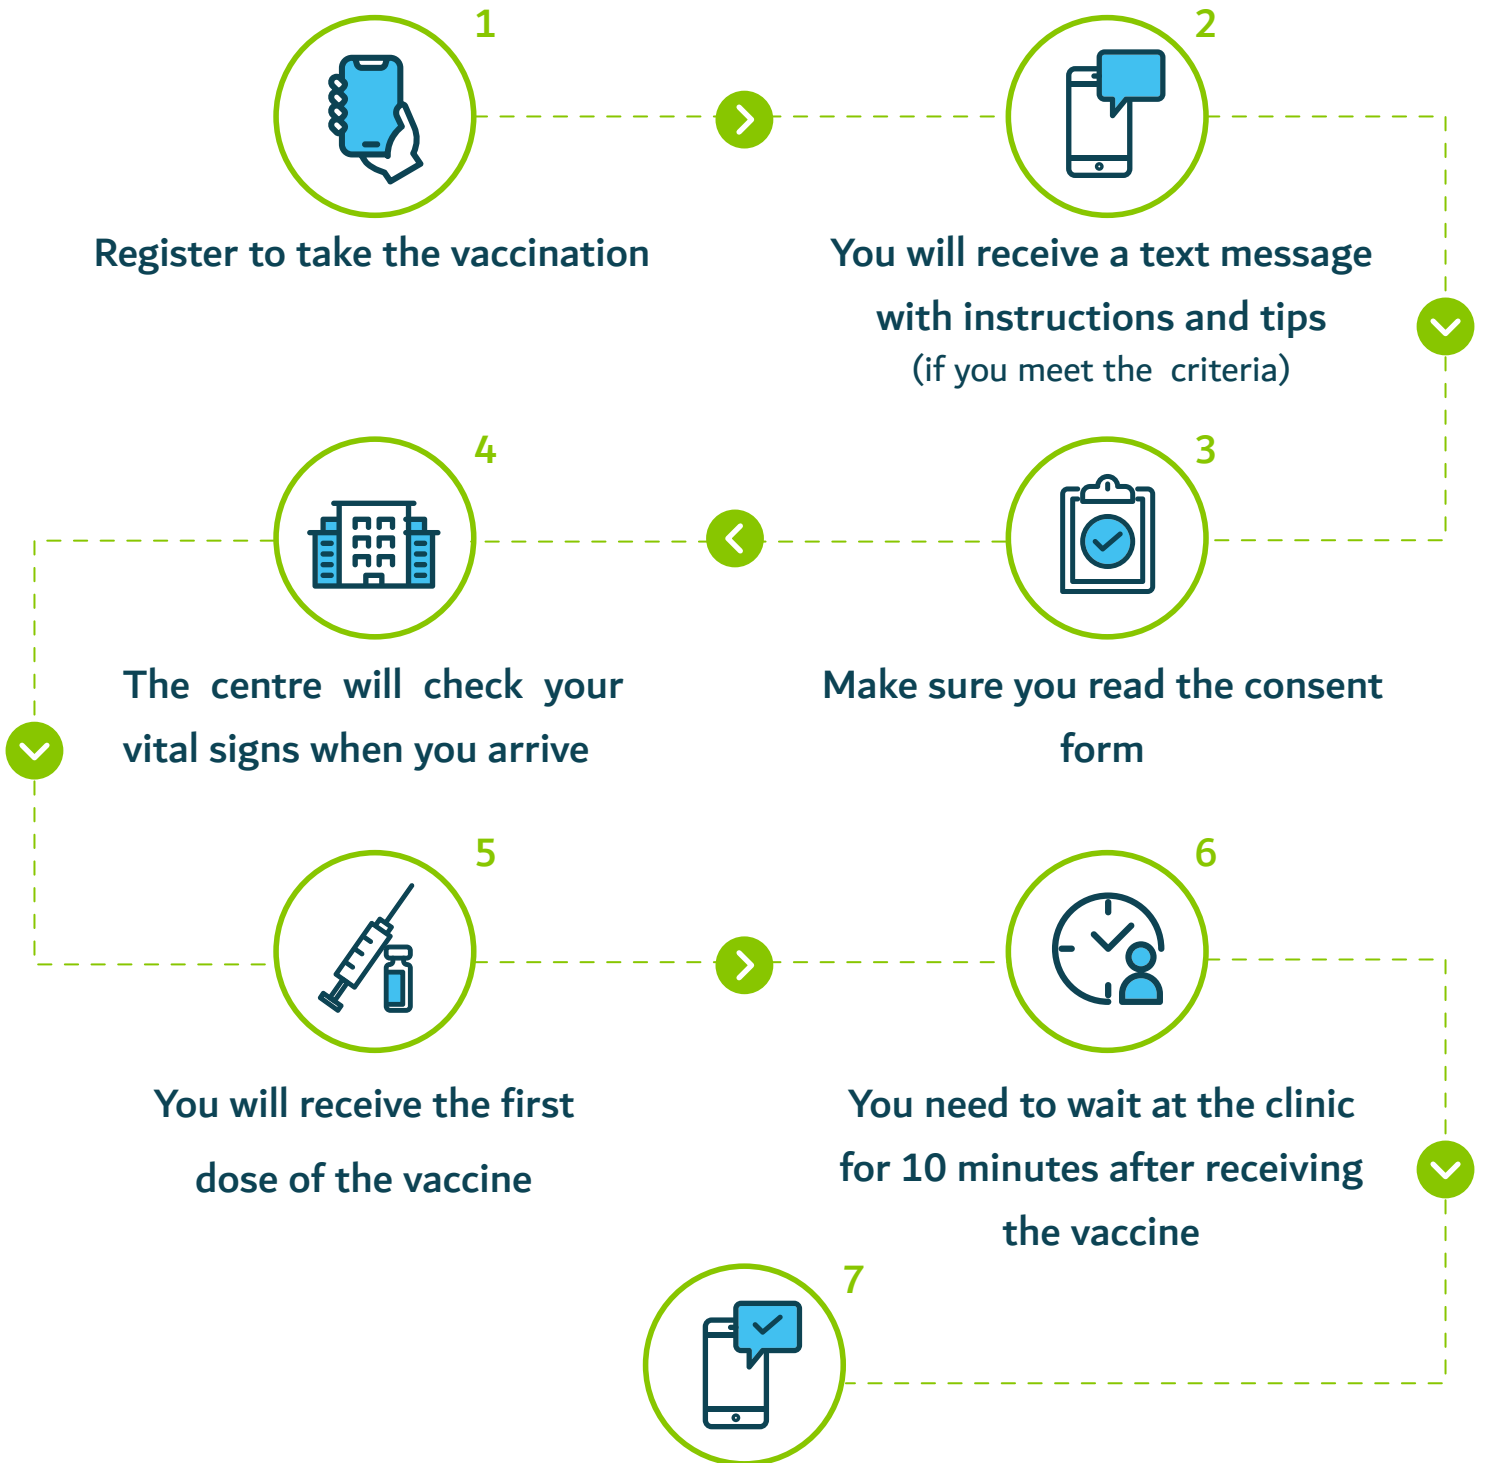 1
Register to take the vaccination
2
You will receive a text message
with instructions and tips
(if you meet the criteria)
3
Make sure you read the consent
form
4
The centre will check your
vital signs when you arrive
5
You will receive the first
dose of the vaccine
6
You need to wait at the clinic
for 10 minutes after receiving
the vaccine
7